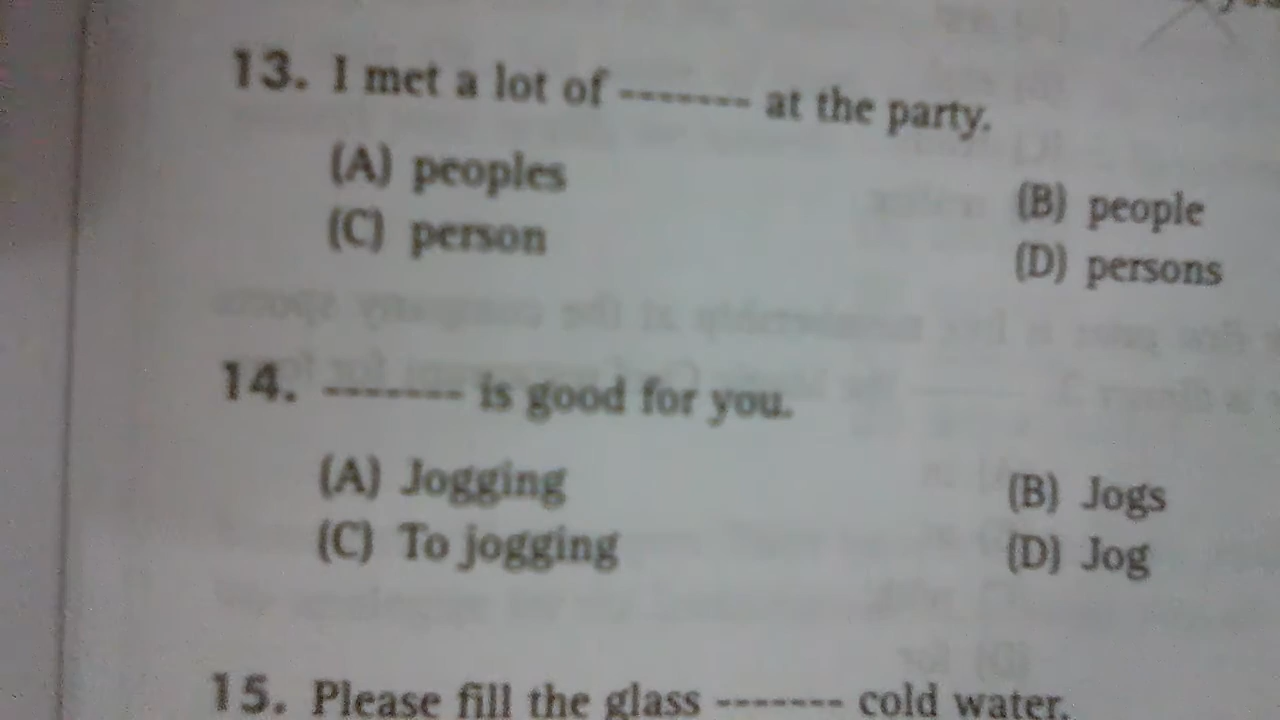 13. I met a lot of ------- at the party.
(A) peoples (B) people
(C) person (D) persons
14. ------- is good for you.
(A) Jogging (B) Jogs
(C) To jogging (D) Jog
15. Please fill the glass ------- cold water.